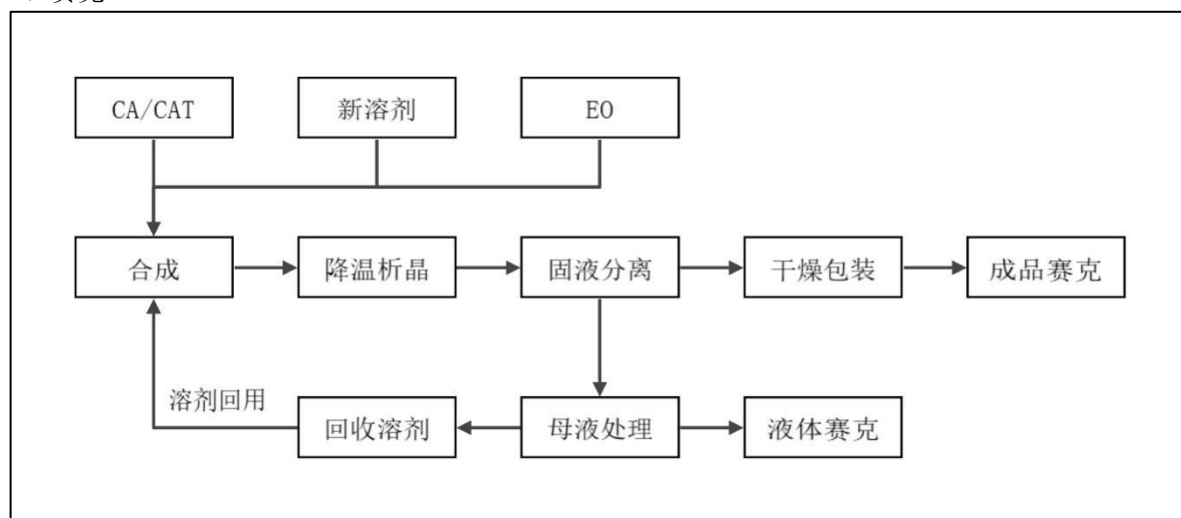 CA/CAT
新溶剂
EO
合成
降温析晶
固液分离
干燥包装
成品赛克
溶剂回用
回收溶剂
母液处理
液体赛克